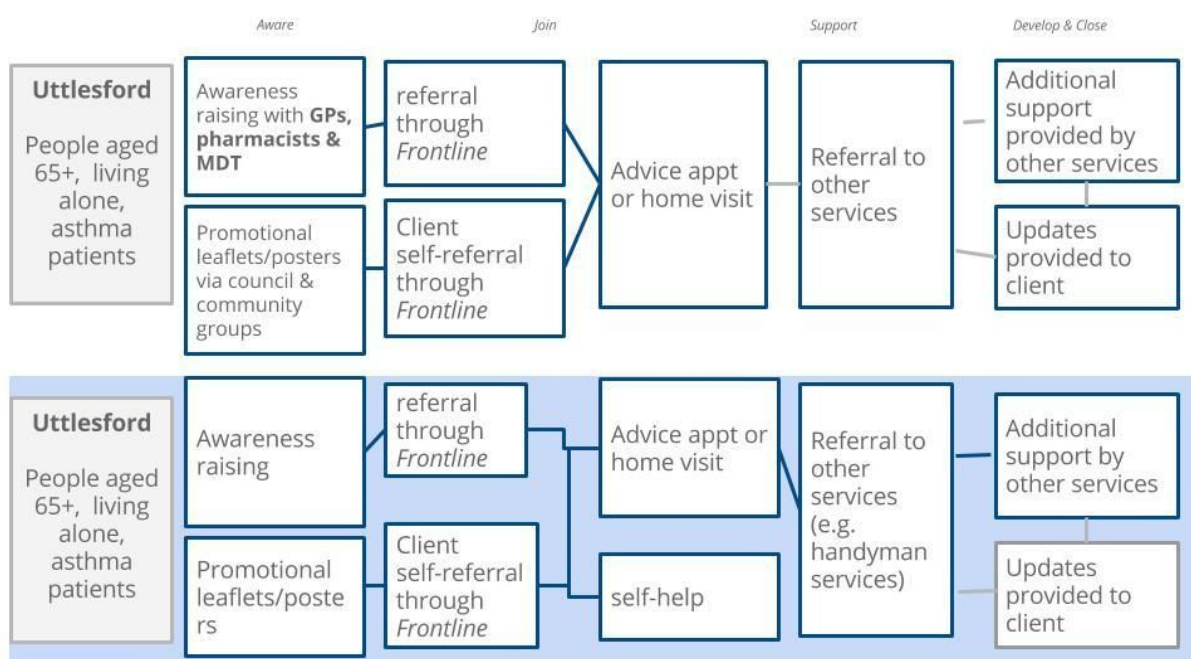 Aware
Join
Support
Develop & Close
Uttlesford
People aged
65+, living
alone,
asthma
patients
Awareness
raising with GPs,
pharmacists &
MDT
Promotional
leaflets/posters
via council &
community
groups
referral
through
Frontline
Client
self-referral
through
Frontline
Advice appt
or home visit
Referral to
other
services
Additional
support
provided by
other services
Updates
provided to
client
Uttlesford
People aged
65+, living
alone,
asthma
patients
Awareness
raising
Promotional
leaflets/poste
rs
referral
through
Frontline
Client
self-referral
through
Frontline
Advice appt or
home visit
self-help
Referral to
other
services
(e.g.
handyman
services)
Additional
support by
other services
Updates
provided to
client